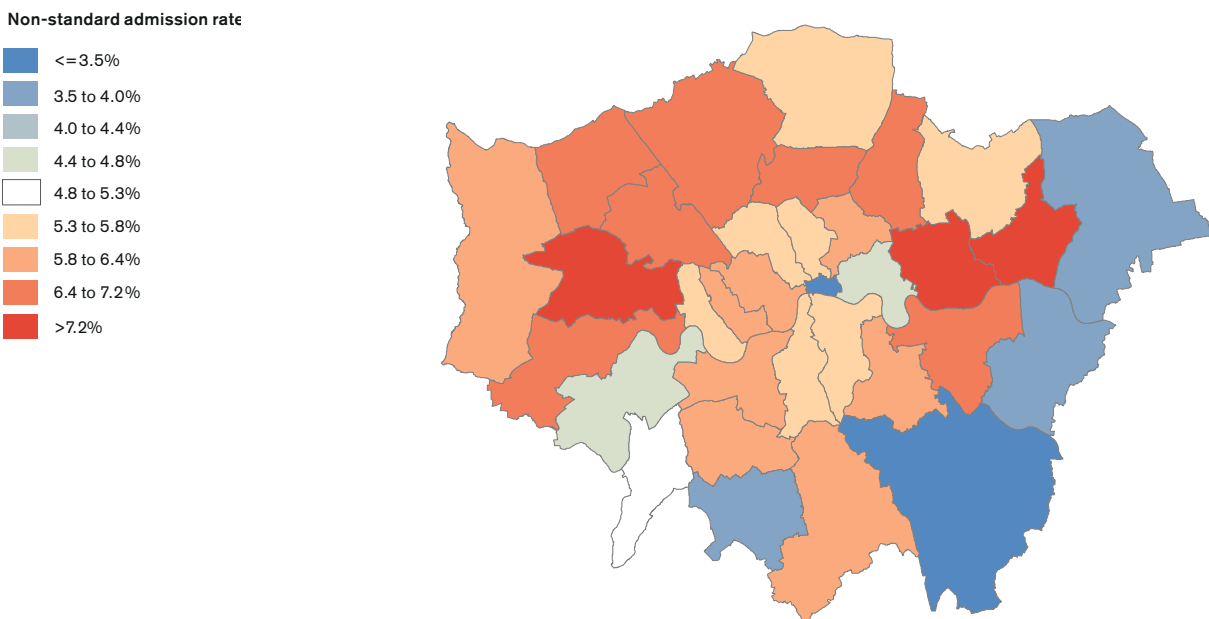 Non-standard admission rate
<=3.5%
3.5 to 4.0%
4.0 to 4.4%
4.4 to 4.8%
4.8 to 5.3%
5.3 to 5.8%
5.8 to 6.4%
6.4 to 7.2%
>7.2%